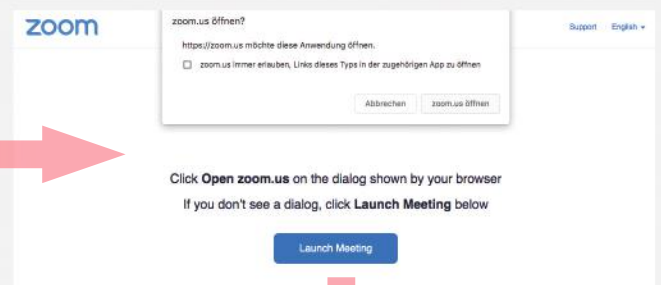 zoom
zoom.us öffnen?
Support English
https://zoom.us möchte diese Anwendung öffnen.
zoom.us immer erlauben, Links dieses Typs in der zugehörigen App zu öffnen
Abbrechen zoom.us öffnen
Click Open zoom.us on the dialog shown by your browser
If you don't see a dialog, click Launch Meeting below
Launch Meeting